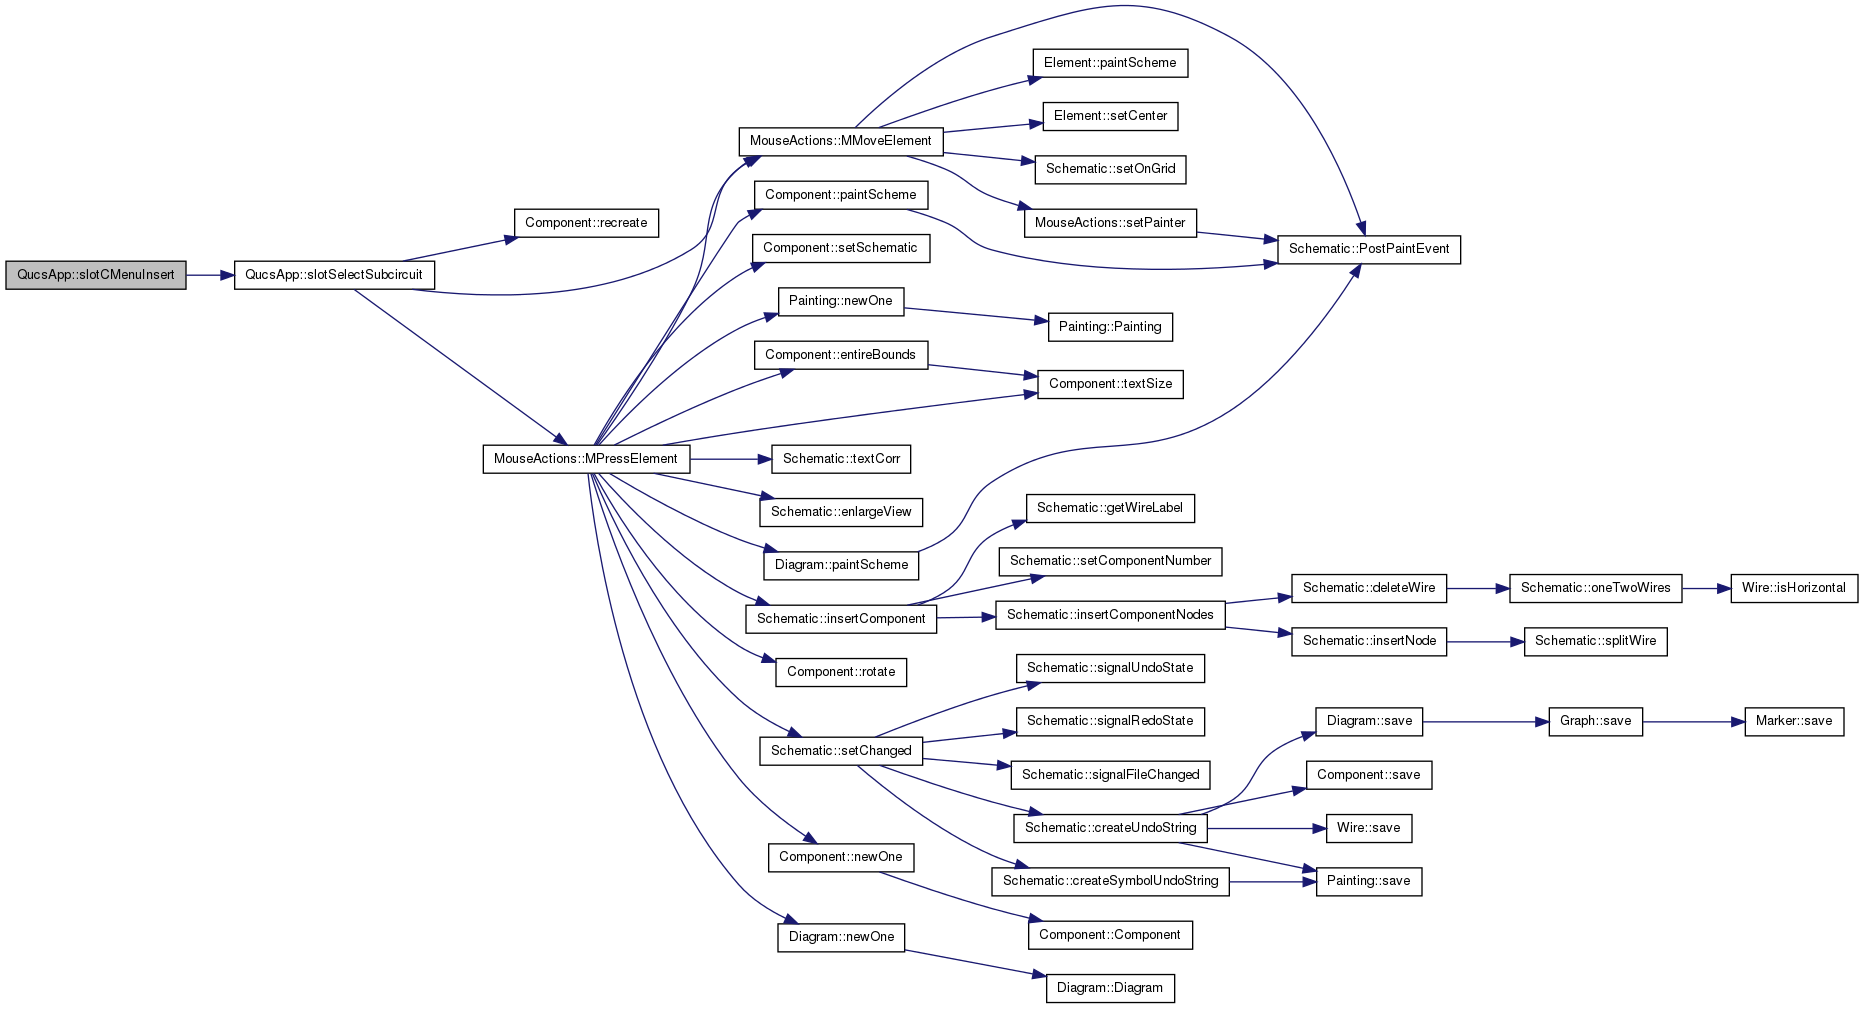 QucsApp::slotCMenuInsert
QucsApp::slotSelectSubcircuit
Component::recreate
MouseActions::MPressElement
MouseActions::MMoveElement
Component::paintScheme
Component::setSchematic
Painting::newOne
Component::entireBounds
Schematic::textCorr
Schematic::enlargeView
Diagram::paintScheme
Schematic::insertComponent
Component::rotate
Schematic::setChanged
Component::newOne
Diagram::newOne
Element::paintScheme
Element::setCenter
Schematic::setOnGrid
MouseActions::setPainter
Painting::Painting
Component::textSize
Schematic::getWireLabel
Schematic::setComponentNumber
Schematic::insertComponentNodes
Schematic::signalUndoState
Schematic::signalRedoState
Schematic::signalFileChanged
Schematic::createUndoString
Schematic::createSymbolUndoString
Component::Component
Diagram::Diagram
Schematic::PostPaintEvent
Schematic::deleteWire
Schematic::insertNode
Diagram::save
Component::save
Wire::save
Painting::save
Schematic::oneTwoWires
Schematic::splitWire
Graph::save
Wire::isHorizontal
Marker::save